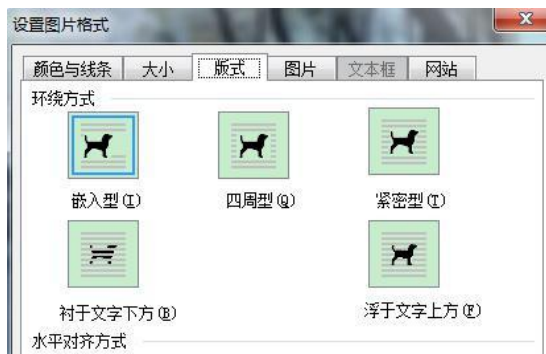 设置图片格式
颜色与线条 大小 版式 图片 文本框 网站
环绕方式
嵌入型(I) 四周型(Q) 紧密型(T)
衬于文字下方(B) 浮于文字上方(F)
水平对齐方式